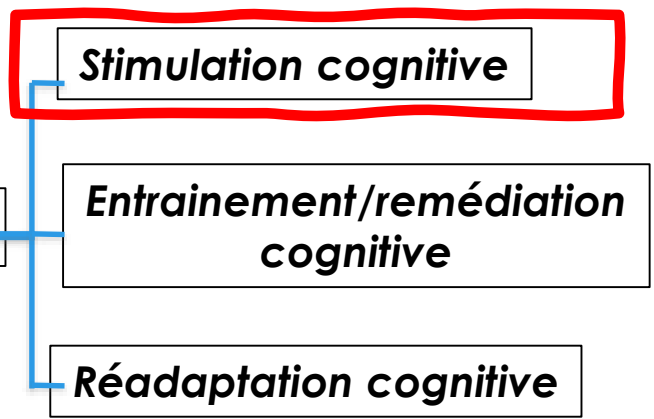 Stimulation cognitive
Entrainement/remédiation
cognitive
Réadaptation cognitive